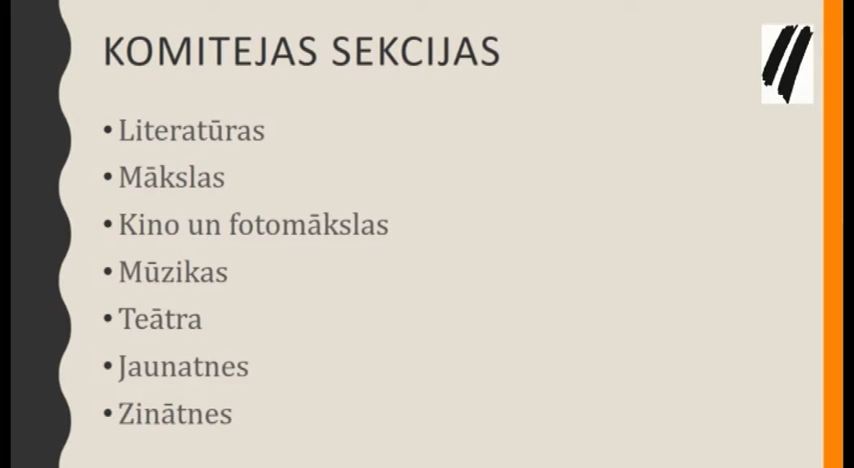 KOMITEJAS SEKCIJAS
• Literatūras
• Mākslas
• Kino un fotomākslas
• Mūzikas
• Teātra
• Jaunatnes
• Zinātnes